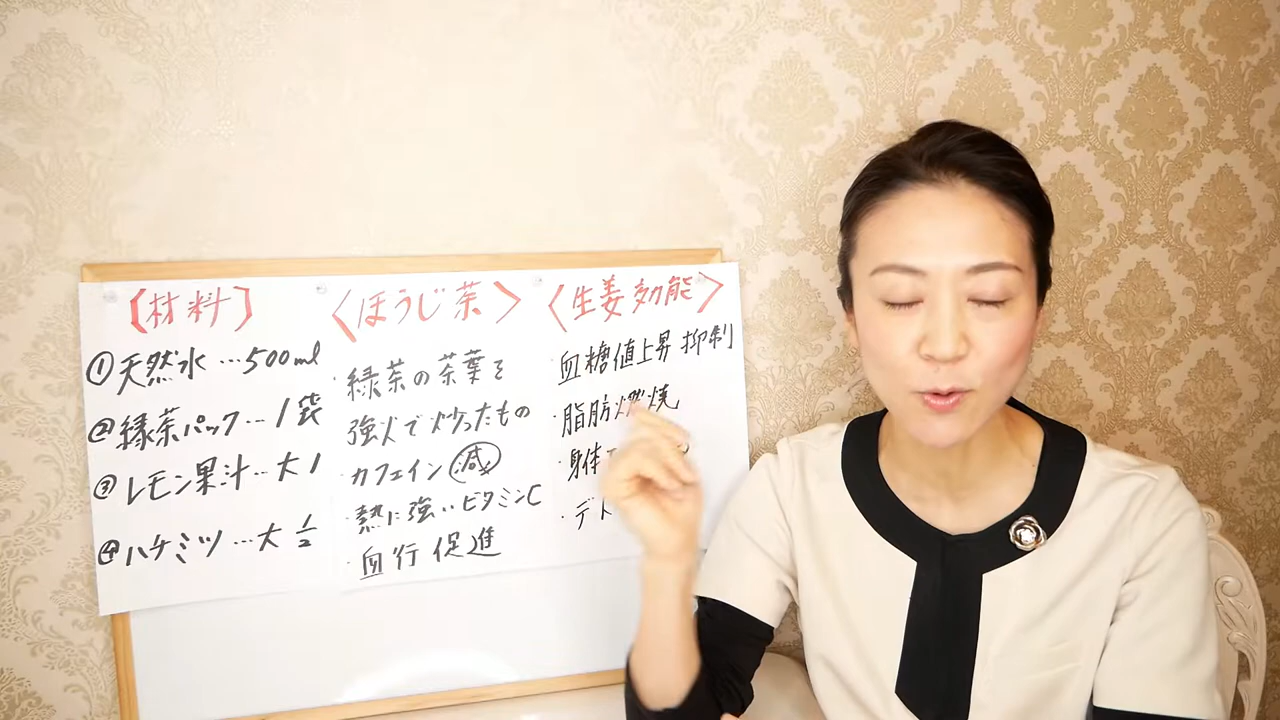 【材料】
①天然水…500ml
②緑茶パック…1袋
③レモン果汁…大1
④ハチミツ…大1/2
〈ほうじ茶〉
・緑茶の茶葉を
強火で炒ったもの
・カフェイン減
・熱に強いビタミンC
・血行促進
〈生姜効能〉
・血糖値上昇抑制
・脂肪燃焼
・身体
・デト